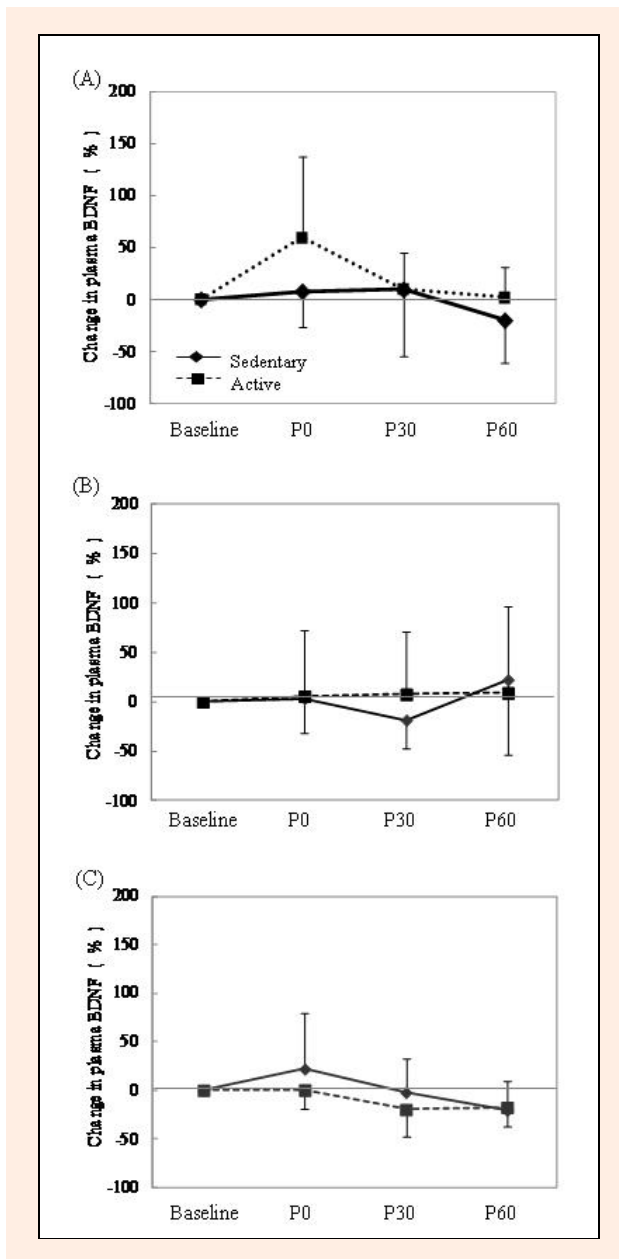 (A)
200
150
100
50
0
-50
-100
Change in plasma BDNF ( % )
Sedentary
Active
Baseline P0 P30 P60
(B)
200
150
100
50
0
-50
-100
Change in plasma BDNF ( % )
Baseline P0 P30 P60
(C)
200
150
100
50
0
-50
-100
Change in plasma BDNF ( % )
Baseline P0 P30 P60